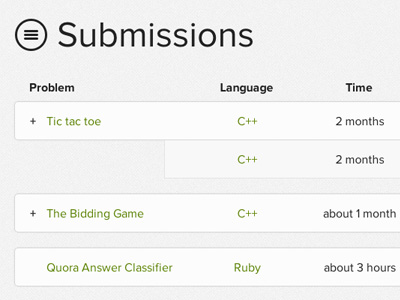 Submissions
Problem Language Time
+ Tic tac toe C++ 2 months
C++ 2 months
+ The Bidding Game C++ about 1 month
Quora Answer Classifier Ruby about 3 hours